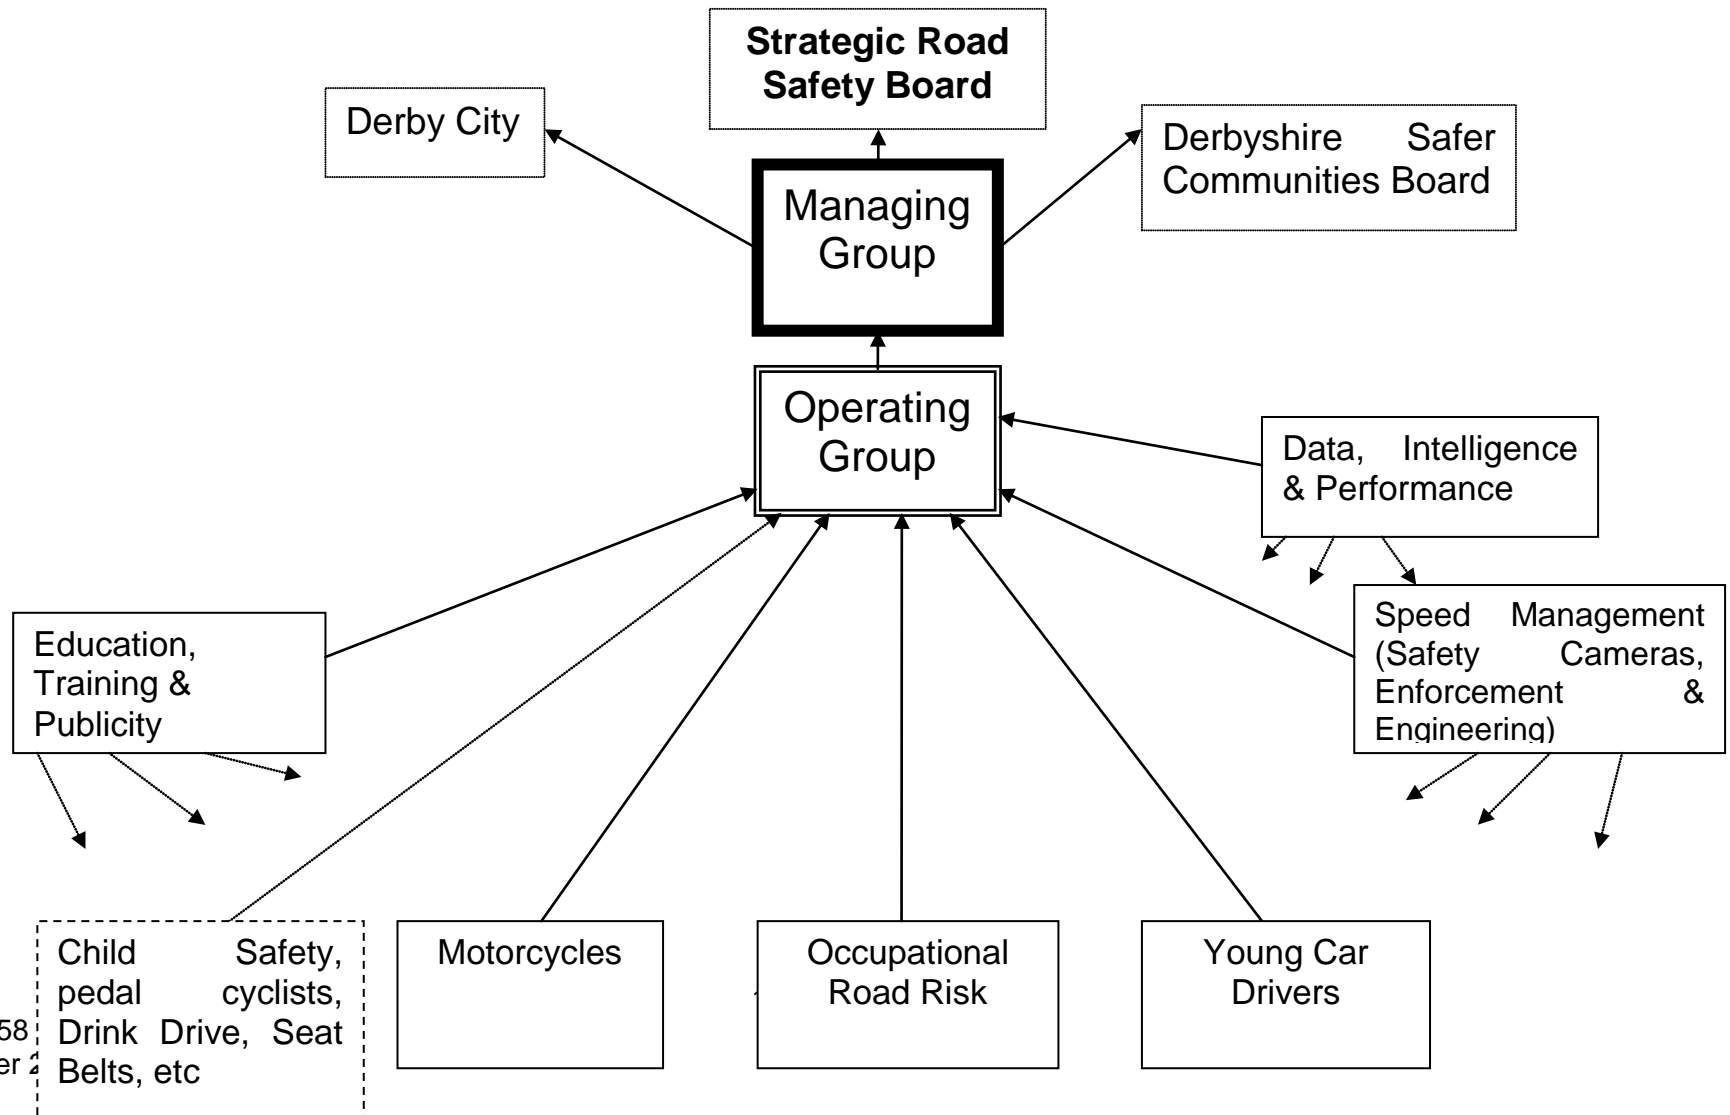 Strategic Road
Safety Board
Derby City
Derbyshire Safer
Communities Board
Managing
Group
Operating
Group
Data, Intelligence
& Performance
Education,
Training &
Publicity
Speed Management
(Safety Cameras,
Enforcement &
Engineering)
Child Safety,
pedal cyclists,
Drink Drive, Seat
Belts, etc
Motorcycles
Occupational
Road Risk
Young Car
Drivers
58